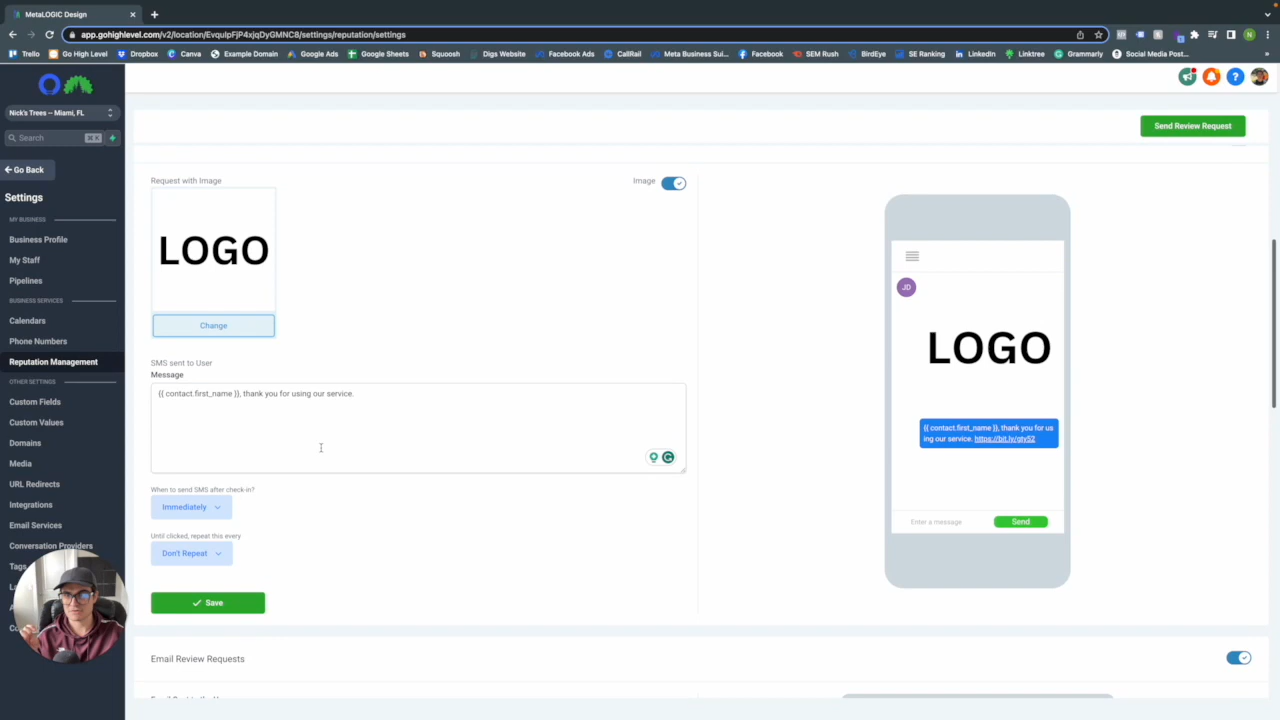 MetaLOGIC Design
app.gohighlevel.com/v2/location/EvquIpFjP4xjqDyGMNC8/settings/reputation/settings
Trello
Go High Level
Dropbox
Canva
Example Domain
Google Ads
Google Sheets
Squoosh
Digs Website
Facebook Ads
CallRail
Meta Business Sui...
Facebook
SEM Rush
BirdEye
SE Ranking
LinkedIn
Linktree
Grammarly
Social Media Post...
Nick's Trees -- Miami, FL
Search
⌘K
Go Back
Settings
MY BUSINESS
Business Profile
My Staff
Pipelines
BUSINESS SERVICES
Calendars
Phone Numbers
Reputation Management
OTHER SETTINGS
Custom Fields
Custom Values
Domains
Media
URL Redirects
Integrations
Email Services
Conversation Providers
Tags
Send Review Request
Request with Image
Image
LOGO
Change
SMS sent to User
Message
{{ contact.first_name }}, thank you for using our service.
When to send SMS after check-in?
Immediately
Until clicked, repeat this every
Don't Repeat
Save
JD
LOGO
{{ contact.first_name }}, thank you for us
ing our service. https://bit.ly/gty52
Enter a message
Send
Email Review Requests